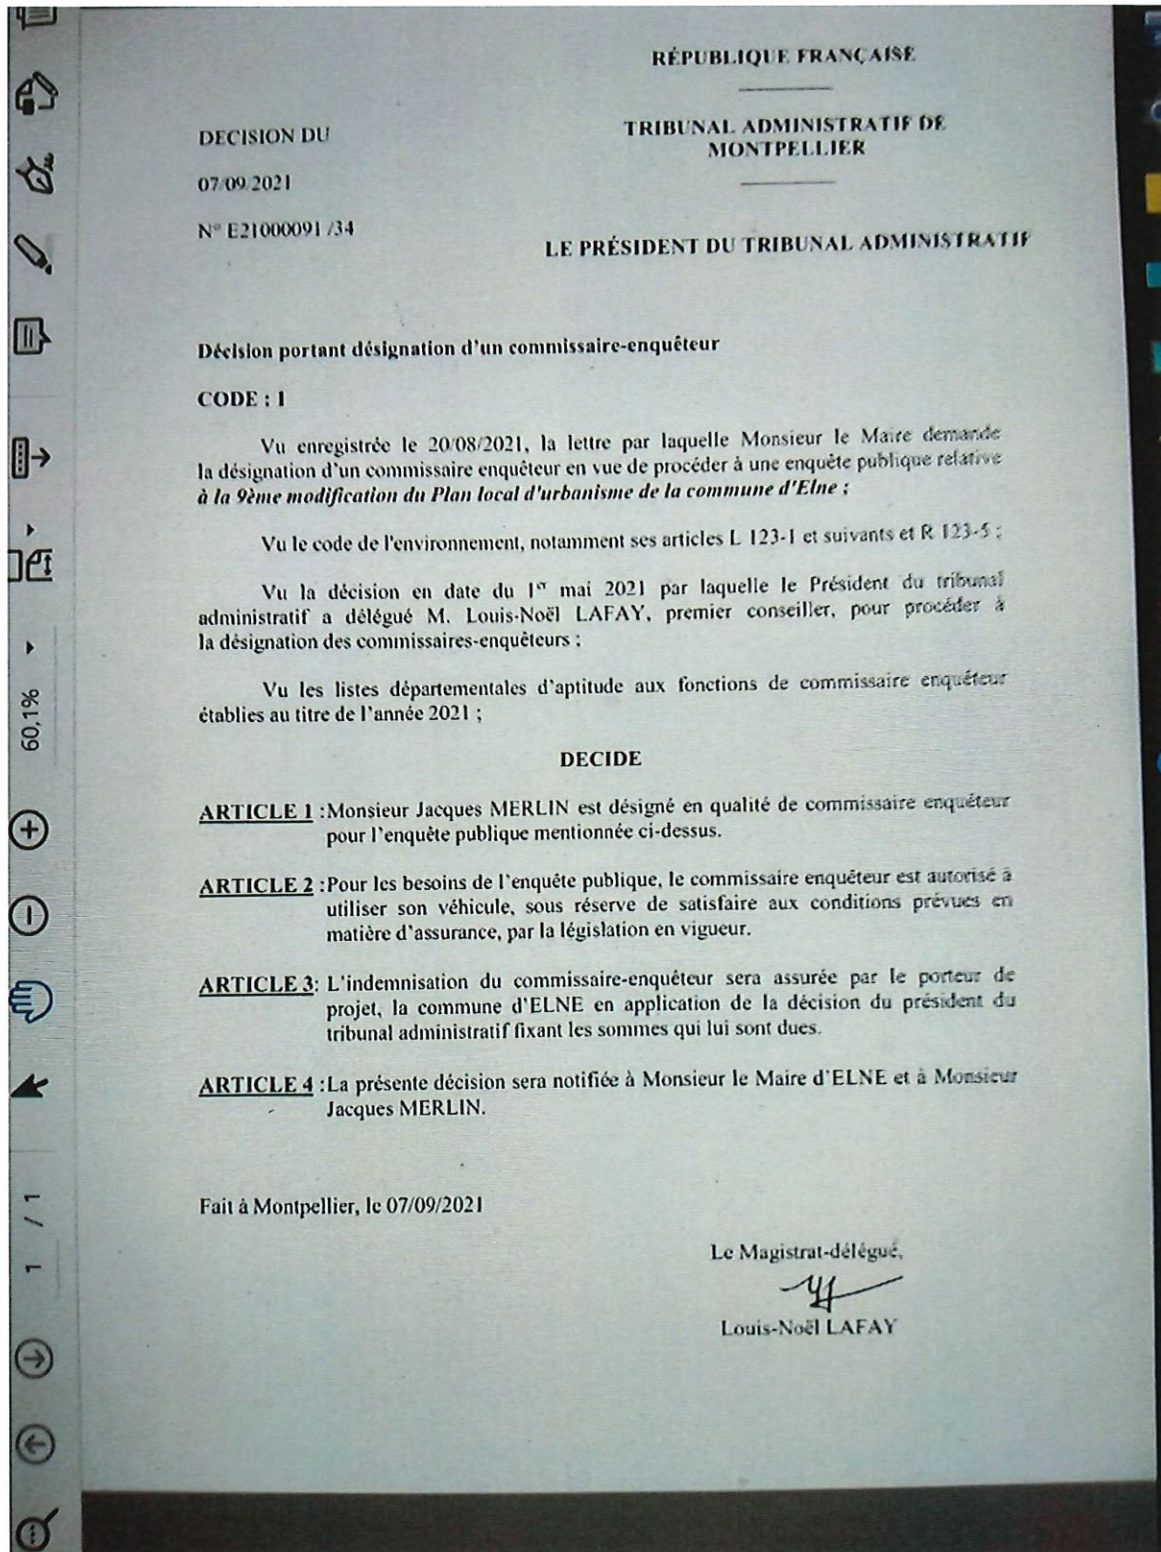 RÉPUBLIQUE FRANÇAISE
DECISION DU
07/09/2021
N° E21000091 /34
TRIBUNAL ADMINISTRATIF DE
MONTPELLIER
LE PRÉSIDENT DU TRIBUNAL ADMINISTRATIF
Décision portant désignation d'un commissaire-enquêteur
CODE : 1
Vu enregistrée le 20/08/2021, la lettre par laquelle Monsieur le Maire demande
la désignation d'un commissaire enquêteur en vue de procéder à une enquête publique relative
à la 9ème modification du Plan local d'urbanisme de la commune d'Elne ;
Vu le code de l'environnement, notamment ses articles L 123-1 et suivants et R 123-5 ;
Vu la décision en date du 1er mai 2021 par laquelle le Président du tribunal
administratif a délégué M. Louis-Noël LAFAY, premier conseiller, pour procéder à
la désignation des commissaires-enquêteurs ;
Vu les listes départementales d'aptitude aux fonctions de commissaire enquêteur
établies au titre de l'année 2021 ;
DECIDE
ARTICLE 1 :Monsieur Jacques MERLIN est désigné en qualité de commissaire enquêteur
pour l'enquête publique mentionnée ci-dessus.
ARTICLE 2 :Pour les besoins de l'enquête publique, le commissaire enquêteur est autorisé à
utiliser son véhicule, sous réserve de satisfaire aux conditions prévues en
matière d'assurance, par la législation en vigueur.
ARTICLE 3: L'indemnisation du commissaire-enquêteur sera assurée par le porteur de
projet, la commune d'ELNE en application de la décision du président du
tribunal administratif fixant les sommes qui lui sont dues.
ARTICLE 4 :La présente décision sera notifiée à Monsieur le Maire d'ELNE et à Monsieur
Jacques MERLIN.
Fait à Montpellier, le 07/09/2021
Le Magistrat-délégué,
Louis-Noël LAFAY
60,1%
1 / 1